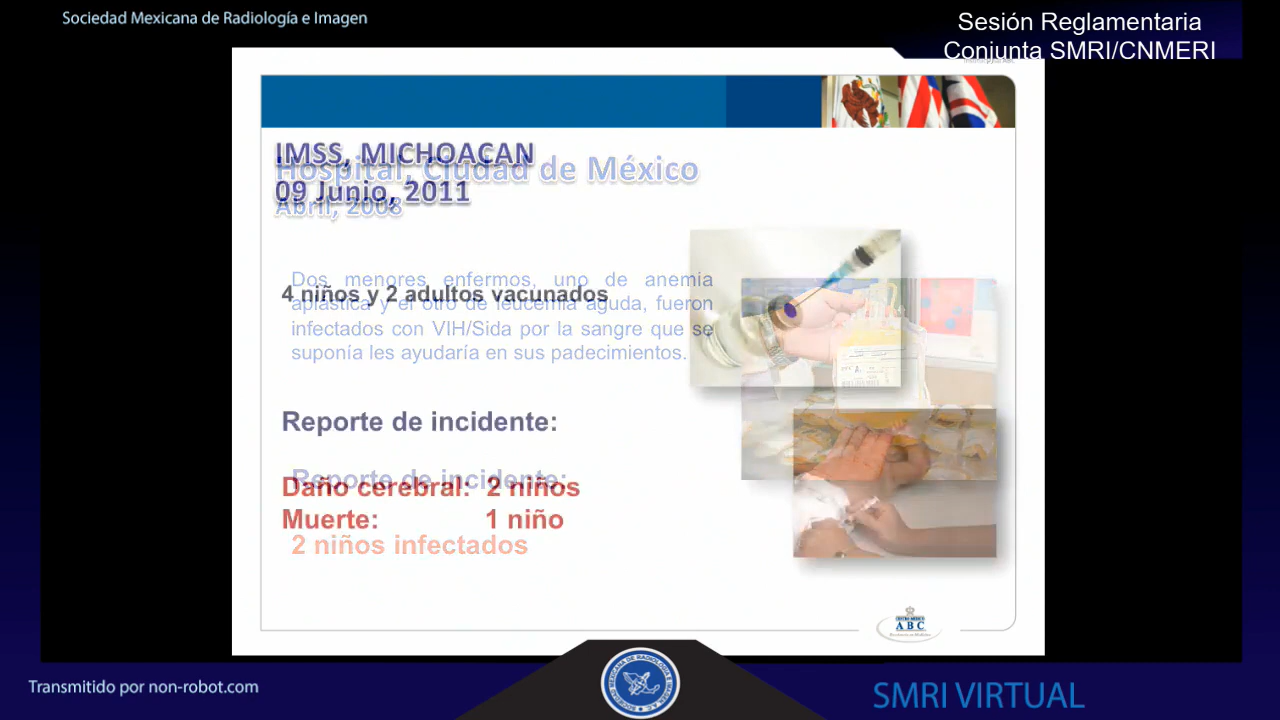 Sociedad Mexicana de Radiología e Imagen
Sesión Reglamentaria
Conjunta SMRI/CNMERI
IMSS, MICHOACAN
Hospital, Ciudad de México
09 Junio, 2011
Abril, 2008
Dos menores enfermos, uno de anemia
4 niños y 2 adultos vacunados
aplástica y el otro de leucemia aguda, fueron
infectados con VIH/Sida por la sangre que se
suponía les ayudaría en sus padecimientos.
Reporte de incidente:
Reporte de incidente:
Daño cerebral: 2 niños
Muerte: 1 niño
2 niños infectados
CENTRO MÉDICO
ABC
Transmitido por non-robot.com
SMRI VIRTUAL